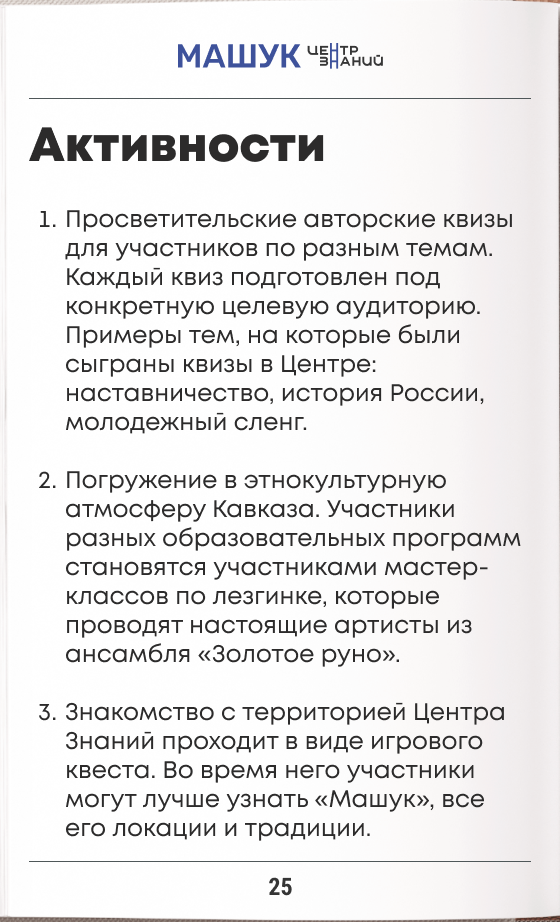 МАШУК ЦЕНТР ЗНАНИЙ
Активности
1. Просветительские авторские квизы
для участников по разным темам.
Каждый квиз подготовлен под
конкретную целевую аудиторию.
Примеры тем, на которые были
сыграны квизы в Центре:
наставничество, история России,
молодежный сленг.
2. Погружение в этнокультурную
атмосферу Кавказа. Участники
разных образовательных программ
становятся участниками мастер-
классов по лезгинке, которые
проводят настоящие артисты из
ансамбля «Золотое руно».
3. Знакомство с территорией Центра
Знаний проходит в виде игрового
квеста. Во время него участники
могут лучше узнать «Машук», все
его локации и традиции.
25